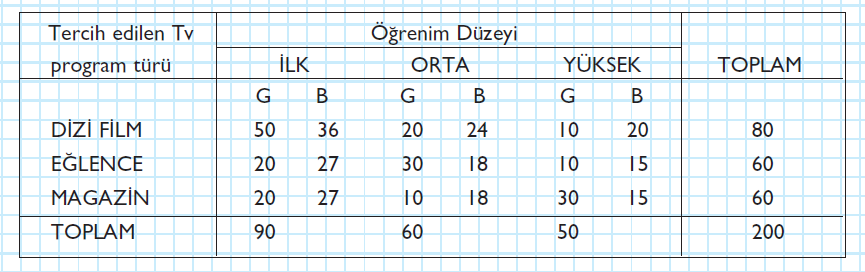 Tercih edilen Tv Öğrenim Düzeyi
program türü İLK ORTA YÜKSEK TOPLAM
G B G B G B
DİZİ FİLM 50 36 20 24 10 20 80
EĞLENCE 20 27 30 18 10 15 60
MAGAZİN 20 27 10 18 30 15 60
TOPLAM 90 60 50 200